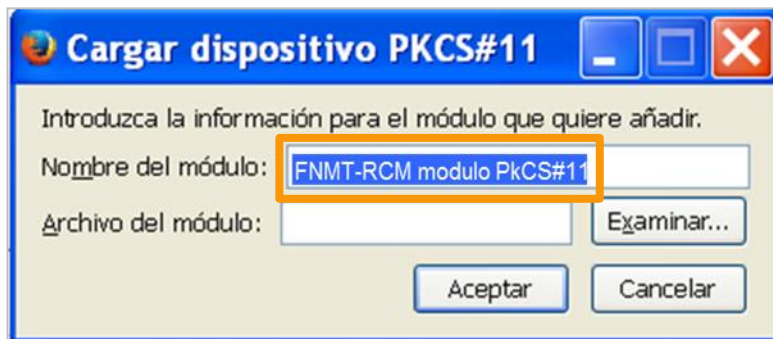 Cargar dispositivo PKCS#11
Introduzca la información para el módulo que quiere añadir.
Nombre del módulo: FNMT-RCM modulo PkCS#11
Archivo del módulo: Examinar...
Aceptar Cancelar